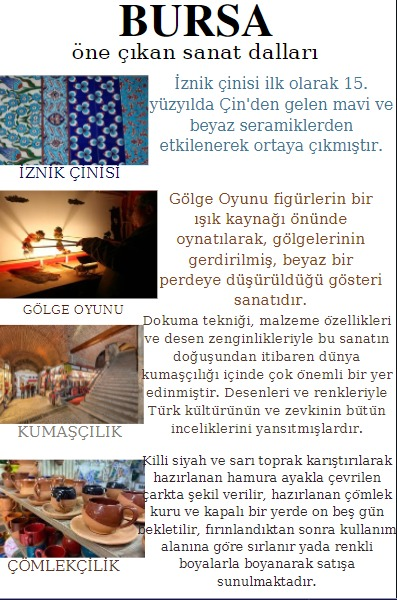 BURSA
öne çıkan sanat dalları
İznik çinisi ilk olarak 15.
yüzyılda Çin'den gelen mavi ve
beyaz seramiklerden
etkilenerek ortaya çıkmıştır.
İZNİK ÇİNİSİ
Gölge Oyunu figürlerin bir
ışık kaynağı önünde
oynatılarak, gölgelerinin
gerdirilmiş, beyaz bir
perdeye düşürüldüğü gösteri
sanatıdır.
GÖLGE OYUNU
Dokuma tekniği, malzeme özellikleri
ve desen zenginlikleriyle bu sanatın
doğuşundan itibaren dünya
kumaşçılığı içinde çok önemli bir yer
edinmiştir. Desenleri ve renkleriyle
Türk kültürünün ve zevkinin bütün
inceliklerini yansıtmışlardır.
KUMAŞÇILIK
Killi siyah ve sarı toprak karıştırılarak
hazırlanan hamura ayakla çevrilen
çarkta şekil verilir, hazırlanan çömlek
kuru ve kapalı bir yerde on beş gün
bekletilir, fırınlandıktan sonra kullanım
alanına göre sırlanır yada renkli
boyalarla boyanarak satışa
sunulmaktadır.
ÇÖMLEKÇİLİK